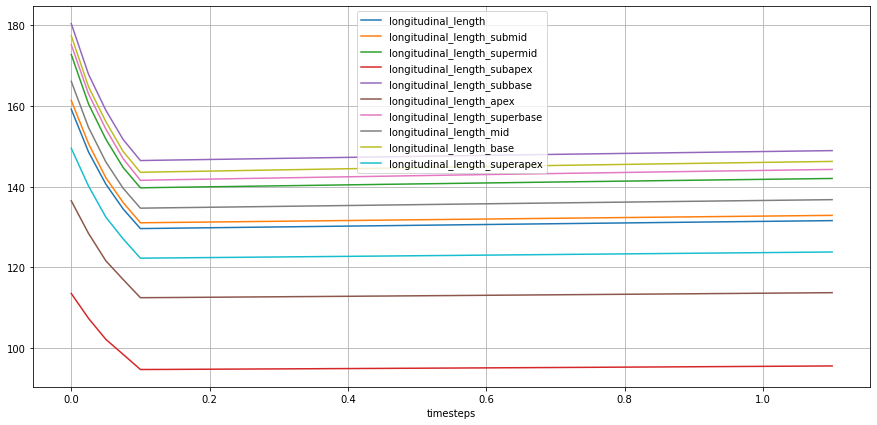 180
160
140
120
100
longitudinal_length
longitudinal_length_submid
longitudinal_length_supermid
longitudinal_length_subapex
longitudinal_length_subbase
longitudinal_length_apex
longitudinal_length_superbase
longitudinal_length_mid
longitudinal_length_base
longitudinal_length_superapex
0.0 0.2 0.4 0.6 0.8 1.0
timesteps